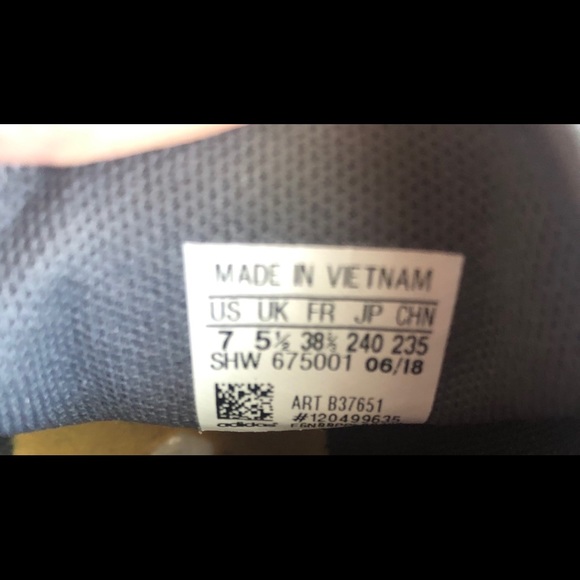 MADE IN VIETNAM
US UK FR JP CHN
7 5½ 38⅔ 240 235
SHW 675001 06/18
ART B37651
#120499635
adidas